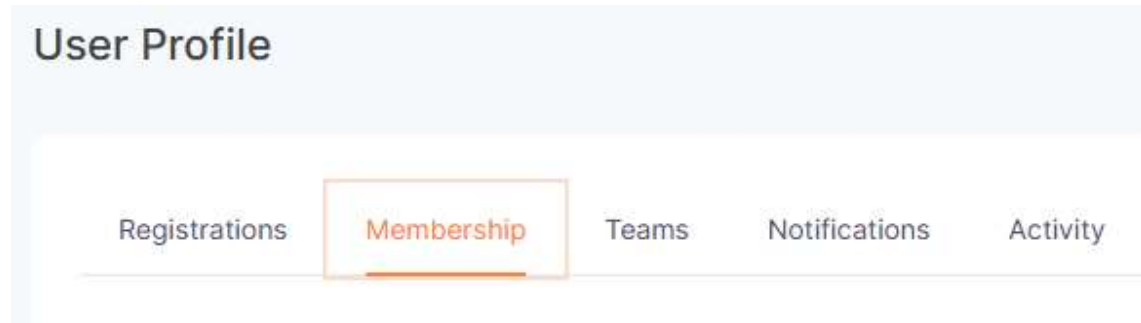 User Profile
Registrations Membership Teams Notifications Activity